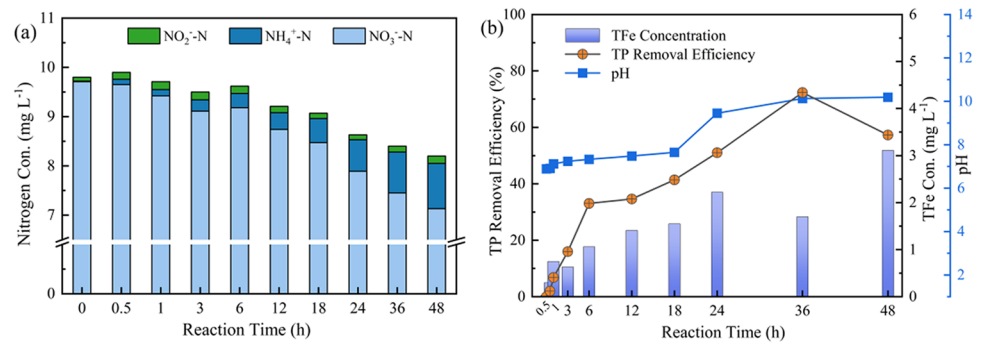 (a)
NO₂⁻-N NH₄⁺-N NO₃⁻-N
Nitrogen Con. (mg L⁻¹)
11
10
9
8
7
0
0 0.5 1 3 6 12 18 24 36 48
Reaction Time (h)
(b)
TFe Concentration
TP Removal Efficiency
pH
TP Removal Efficiency (%)
100
80
60
40
20
0
0.5 1 3 6 12 18 24 36 48
Reaction Time (h)
6
5
4
3
2
1
0
TFe Con. (mg L⁻¹)
14
12
10
8
6
4
2
pH